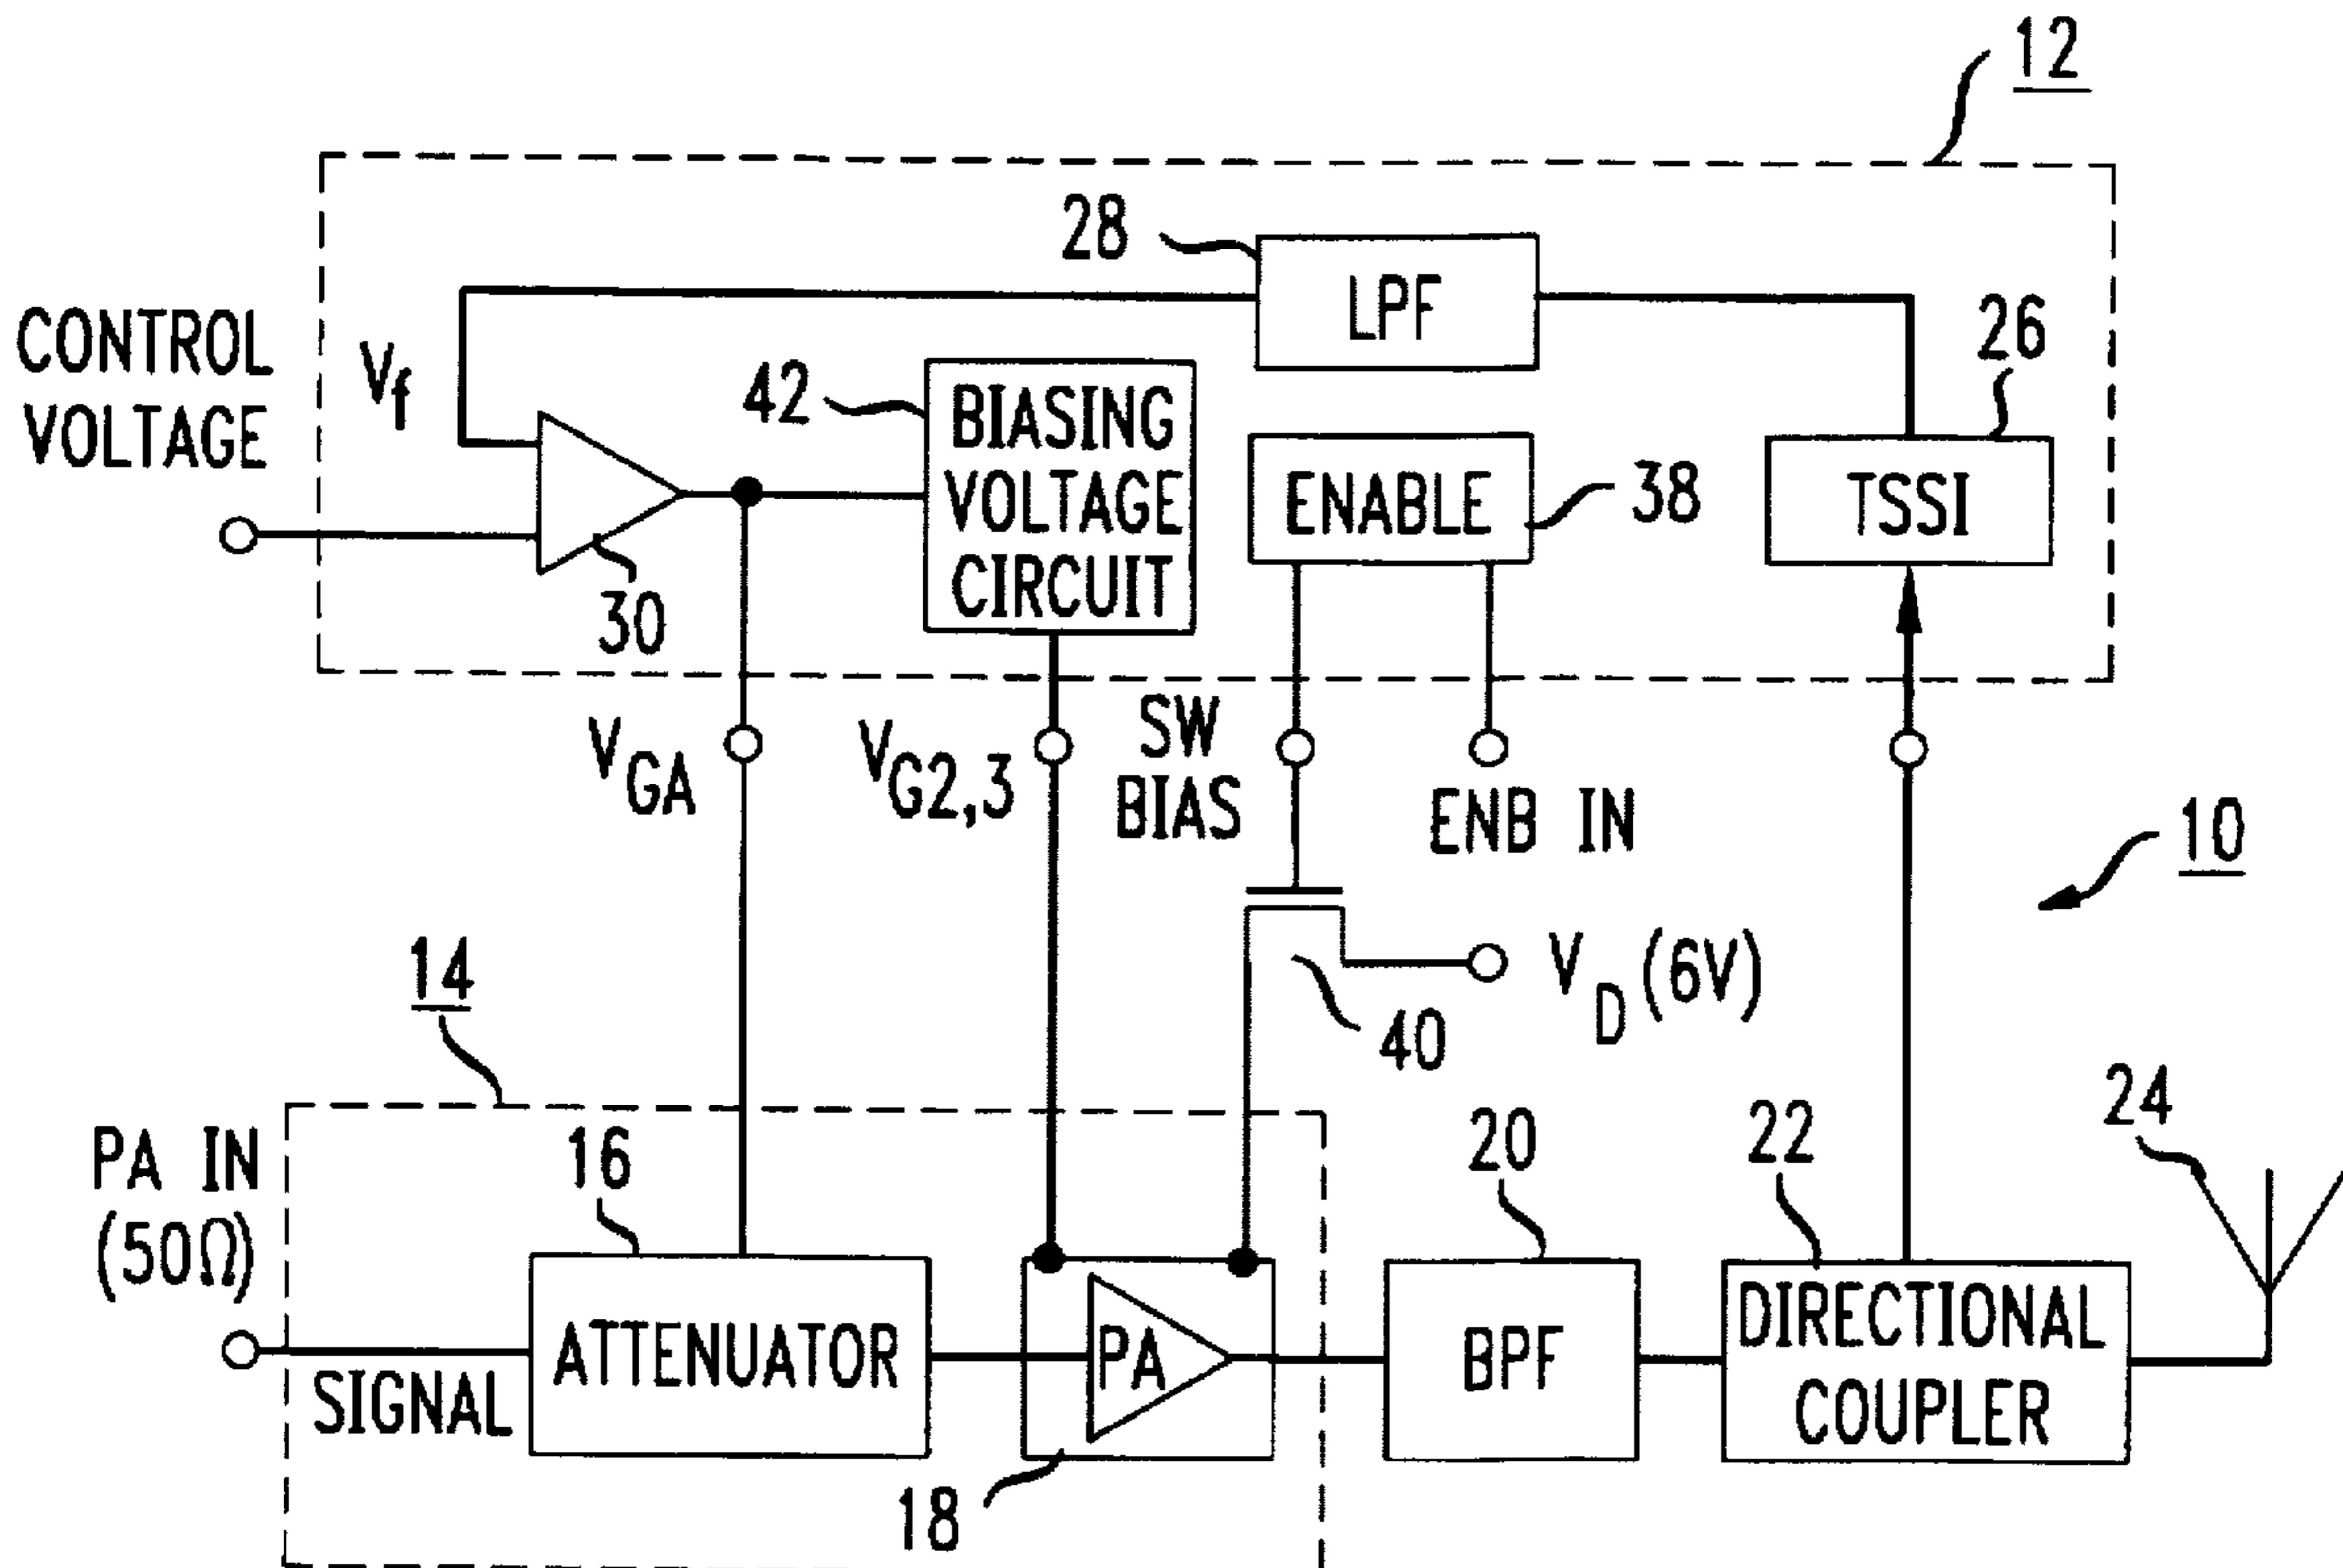 12
28
LPF
CONTROL
VOLTAGE
Vf
42
BIASING
VOLTAGE
CIRCUIT
26
ENABLE
38
TSSI
30
VGA
VG2,3
SW
BIAS
ENB IN
10
14
VD (6V)
40
PA IN
(50Ω)
16
20
22
24
SIGNAL
ATTENUATOR
PA
BPF
DIRECTIONAL
COUPLER
18